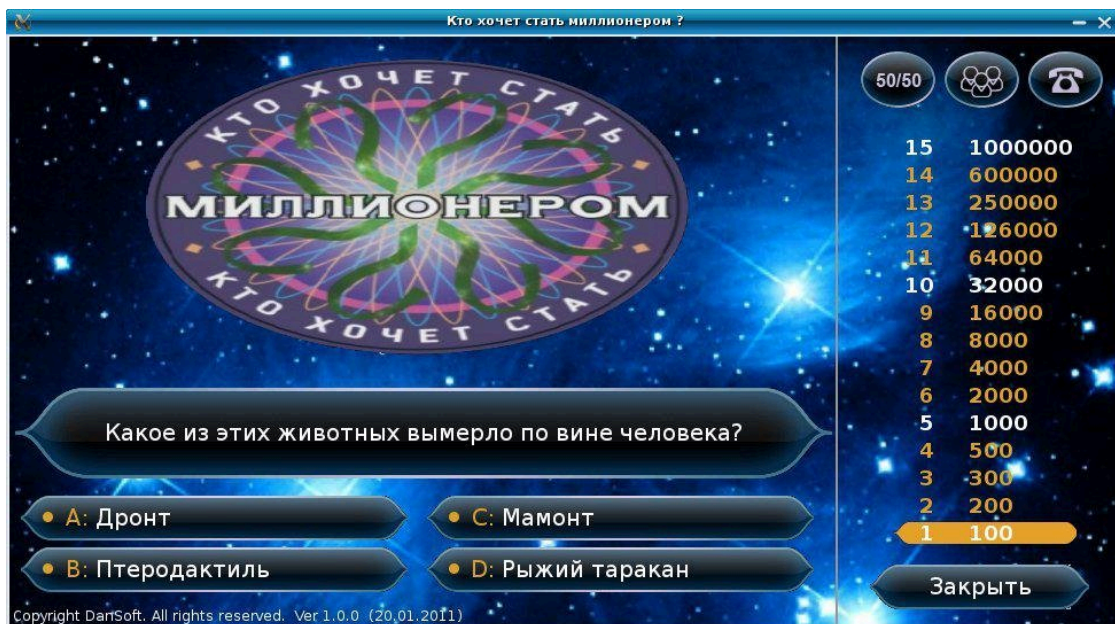 Кто хочет стать миллионером ?
КТО ХОЧЕТ СТАТЬ
МИЛЛИОНЕРОМ
КТО ХОЧЕТ СТАТЬ
50/50
15 1000000
14 600000
13 250000
12 126000
11 64000
10 32000
9 16000
8 8000
7 4000
6 2000
5 1000
4 500
3 300
2 200
1 100
Какое из этих животных вымерло по вине человека?
A: Дронт
C: Мамонт
B: Птеродактиль
D: Рыжий таракан
Закрыть
Copyright DanSoft. All rights reserved. Ver 1.0.0 (20.01.2011)